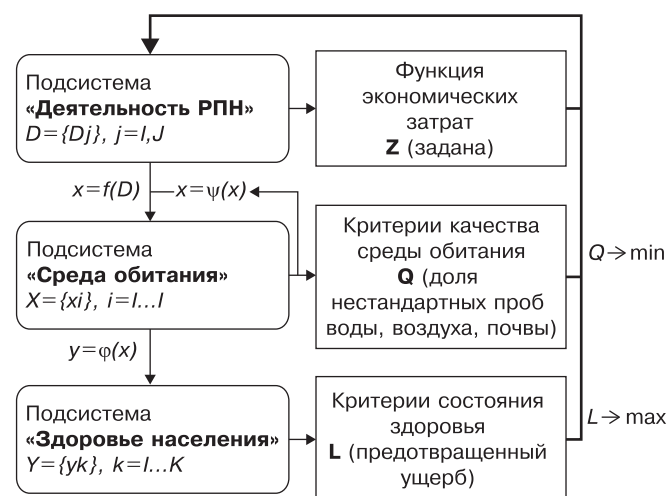 Подсистема
«Деятельность РПН»
D={Dj}, j=I,J
Функция
экономических
затрат
Z (задана)
x=f(D)
x=ψ(x)
Подсистема
«Среда обитания»
X={xi}, i=I...I
Критерии качества
среды обитания
Q (доля
нестандартных проб
воды, воздуха, почвы)
Q→min
y=φ(x)
Подсистема
«Здоровье населения»
Y={yk}, k=I...K
Критерии состояния
здоровья
L (предотвращенный
ущерб)
L→max